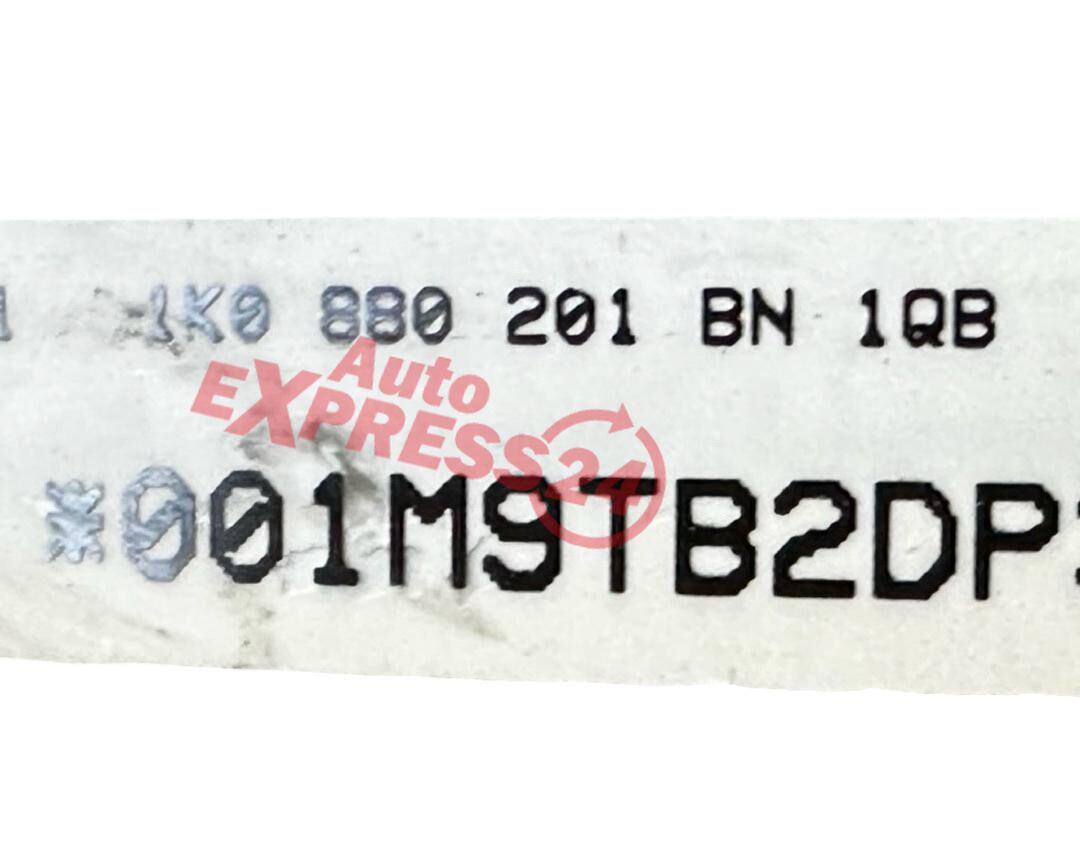 1K0 880 201 BN 1QB
Auto
EXPRESS24
*001M9TB2DP